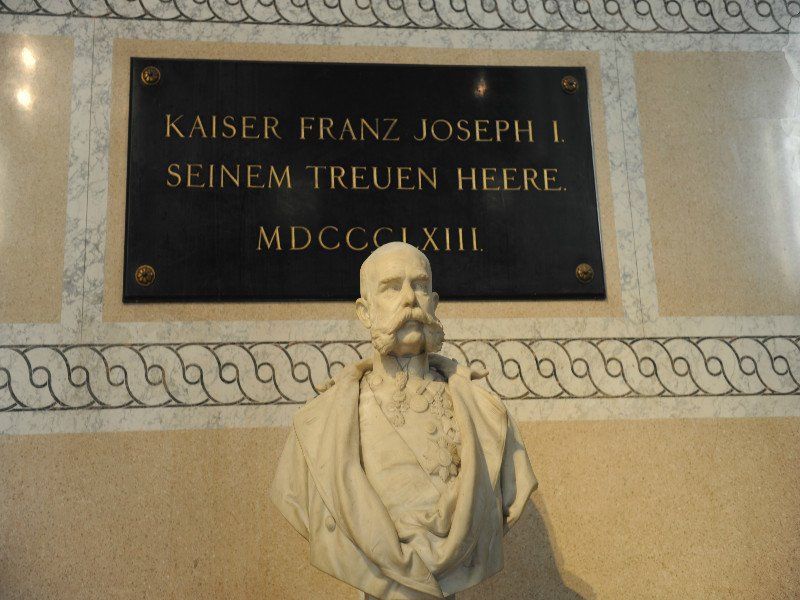 KAISER FRANZ JOSEPH I.
SEINEM TREUEN HEERE.
MDCCCLXIII.